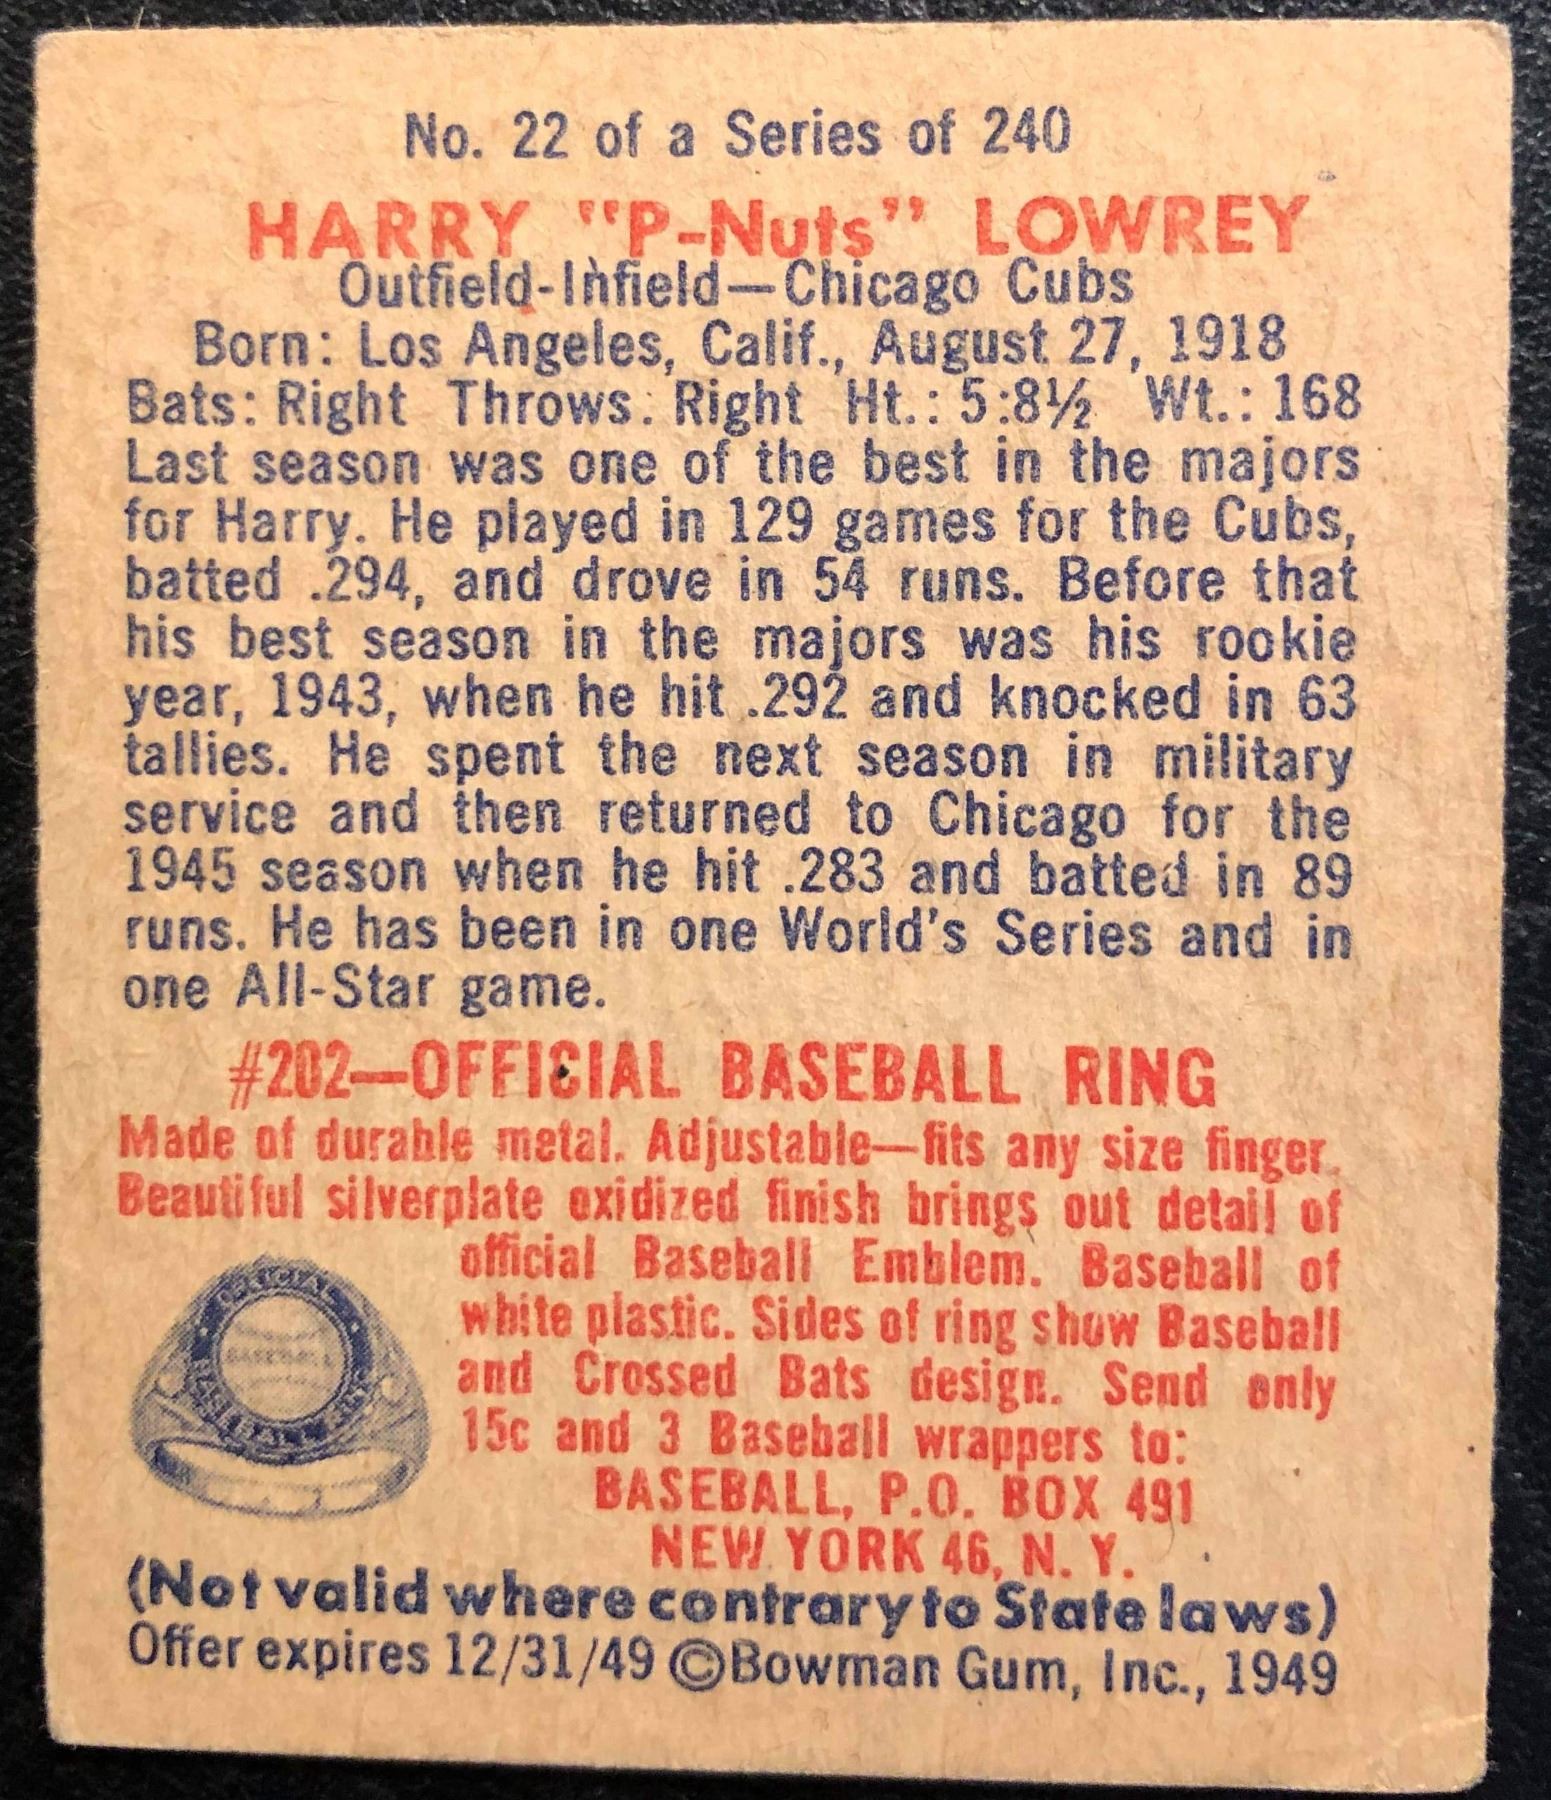 No. 22 of a Series of 240
HARRY "P-Nuts" LOWREY
Outfield-Infield—Chicago Cubs
Born: Los Angeles, Calif., August 27, 1918
Bats: Right Throws: Right Ht.: 5:8½ Wt.: 168
Last season was one of the best in the majors
for Harry. He played in 129 games for the Cubs,
batted .294, and drove in 54 runs. Before that
his best season in the majors was his rookie
year, 1943, when he hit .292 and knocked in 63
tallies. He spent the next season in military
service and then returned to Chicago for the
1945 season when he hit .283 and batted in 89
runs. He has been in one World's Series and in
one All-Star game.
#202—OFFICIAL BASEBALL RING
Made of durable metal. Adjustable—fits any size finger.
Beautiful silverplate oxidized finish brings out detail of
official Baseball Emblem. Baseball of
white plastic. Sides of ring show Baseball
and Crossed Bats design. Send only
15c and 3 Baseball wrappers to:
BASEBALL, P.O. BOX 491
NEW YORK 46, N. Y.
OFFICIAL
BASEBALL
BASEBALL RING
(Not valid where contrary to State laws)
Offer expires 12/31/49 ©Bowman Gum, Inc., 1949